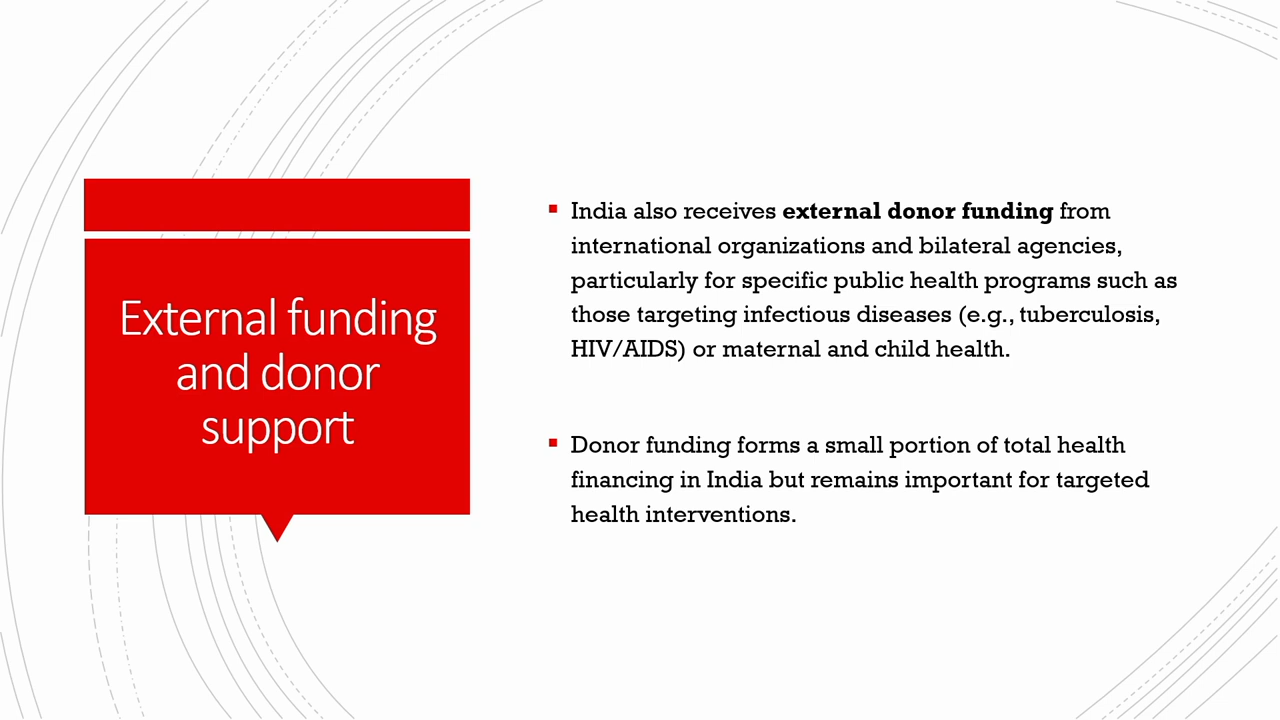 External funding
and donor
support
India also receives external donor funding from
international organizations and bilateral agencies,
particularly for specific public health programs such as
those targeting infectious diseases (e.g., tuberculosis,
HIV/AIDS) or maternal and child health.
Donor funding forms a small portion of total health
financing in India but remains important for targeted
health interventions.